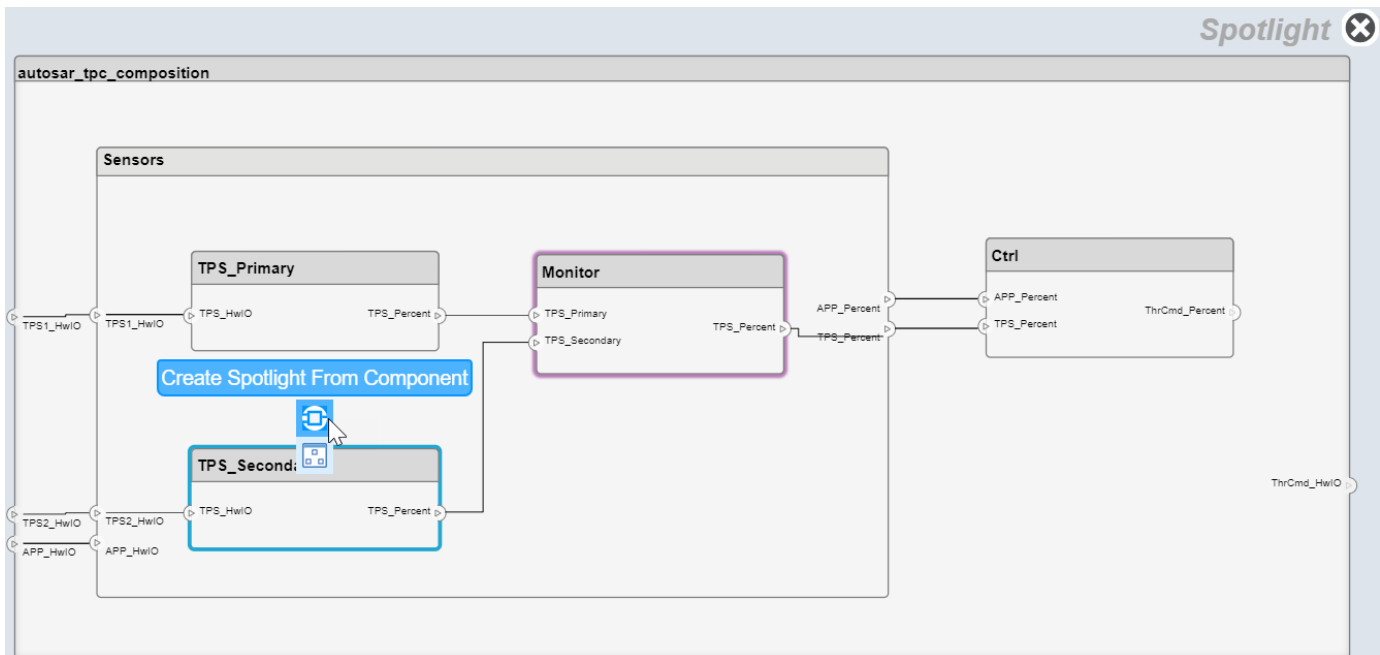 Spotlight
autosar_tpc_composition
Sensors
TPS_Primary
TPS_HwIO
TPS_Percent
Monitor
TPS_Primary
TPS_Secondary
TPS_Percent
Ctrl
APP_Percent
TPS_Percent
ThrCmd_Percent
APP_Percent
TPS_Percent
TPS1_HwIO
TPS1_HwIO
Create Spotlight From Component
TPS_Seconda
TPS_HwIO
TPS_Percent
TPS2_HwIO
TPS2_HwIO
APP_HwIO
APP_HwIO
ThrCmd_HwIO